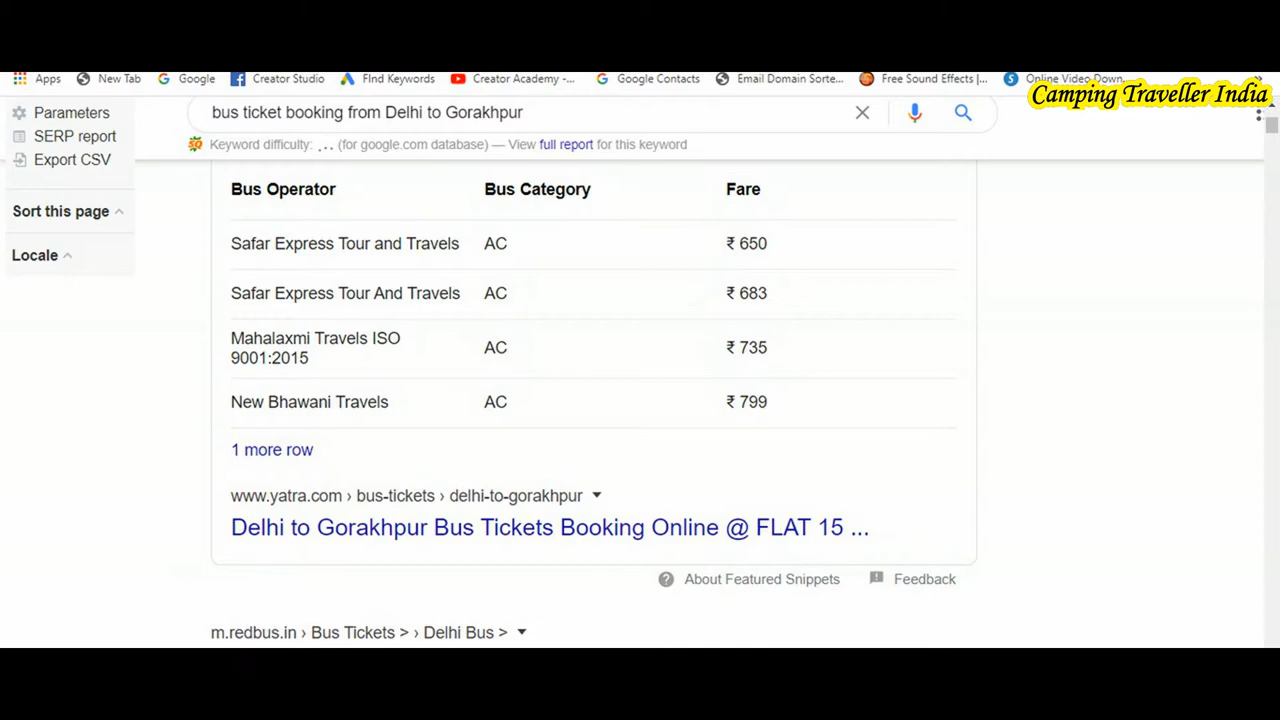 Apps New Tab Google Creator Studio FInd Keywords Creator Academy -... Google Contacts Email Domain Sorte... Free Sound Effects |... Online Video Down...
Camping Traveller India
Parameters
SERP report
Export CSV
Sort this page
Locale
bus ticket booking from Delhi to Gorakhpur
Keyword difficulty: ... (for google.com database) — View full report for this keyword
Bus Operator Bus Category Fare
Safar Express Tour and Travels AC ₹ 650
Safar Express Tour And Travels AC ₹ 683
Mahalaxmi Travels ISO
9001:2015 AC ₹ 735
New Bhawani Travels AC ₹ 799
1 more row
www.yatra.com › bus-tickets › delhi-to-gorakhpur
Delhi to Gorakhpur Bus Tickets Booking Online @ FLAT 15 ...
About Featured Snippets Feedback
m.redbus.in › Bus Tickets > › Delhi Bus >